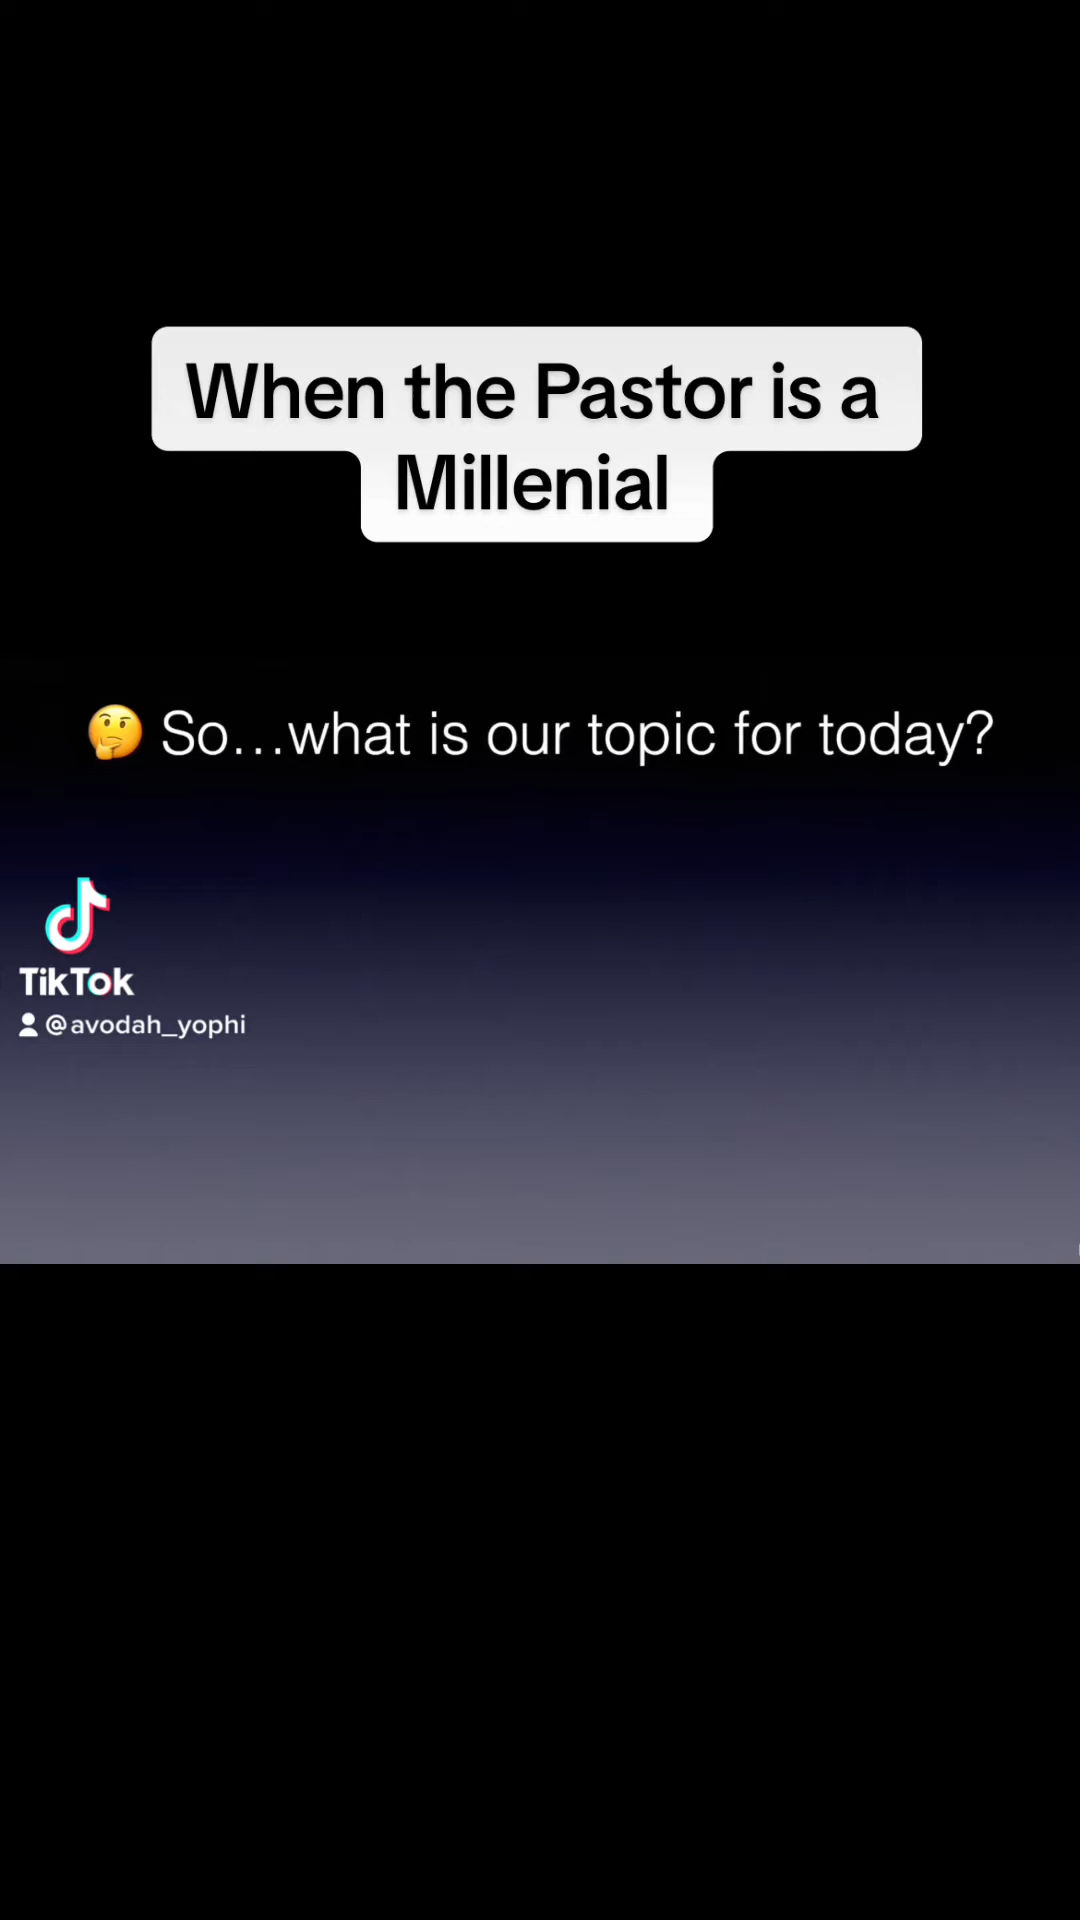 When the Pastor is a
Millenial
🤔 So...what is our topic for today?
TikTok
@avodah_yophi